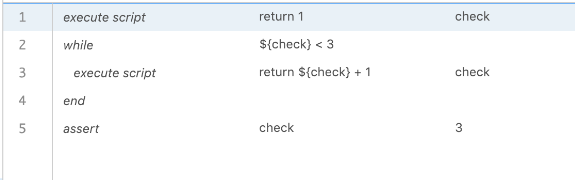 1 execute script return 1 check
2 while ${check} < 3
3 execute script return ${check} + 1 check
4 end
5 assert check 3